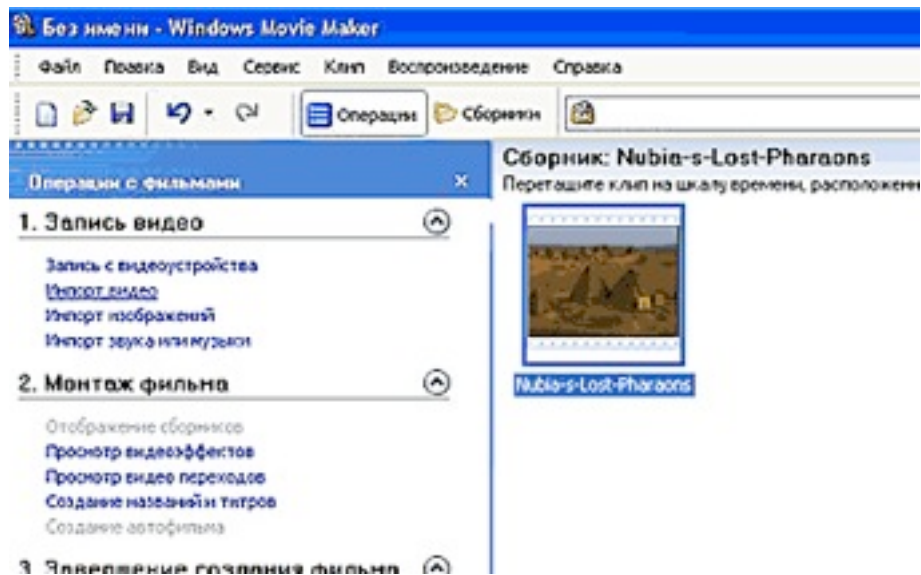 Без имени - Windows Movie Maker
Файл Правка Вид Сервис Клип Воспроизведение Справка
Операции Сборники
Операции с фильмами
Сборник: Nubia-s-Lost-Pharaons
Перетащите клип на шкалу времени, расположенн
1. Запись видео
Запись с видеоустройства
Импорт видео
Импорт изображений
Импорт звука или музыки
Nubia-s-Lost-Pharaons
2. Монтаж фильма
Отображение сборников
Просмотр видеоэффектов
Просмотр видео переходов
Создание названий и титров
Создание автофильма
3. Завершение создания фильма